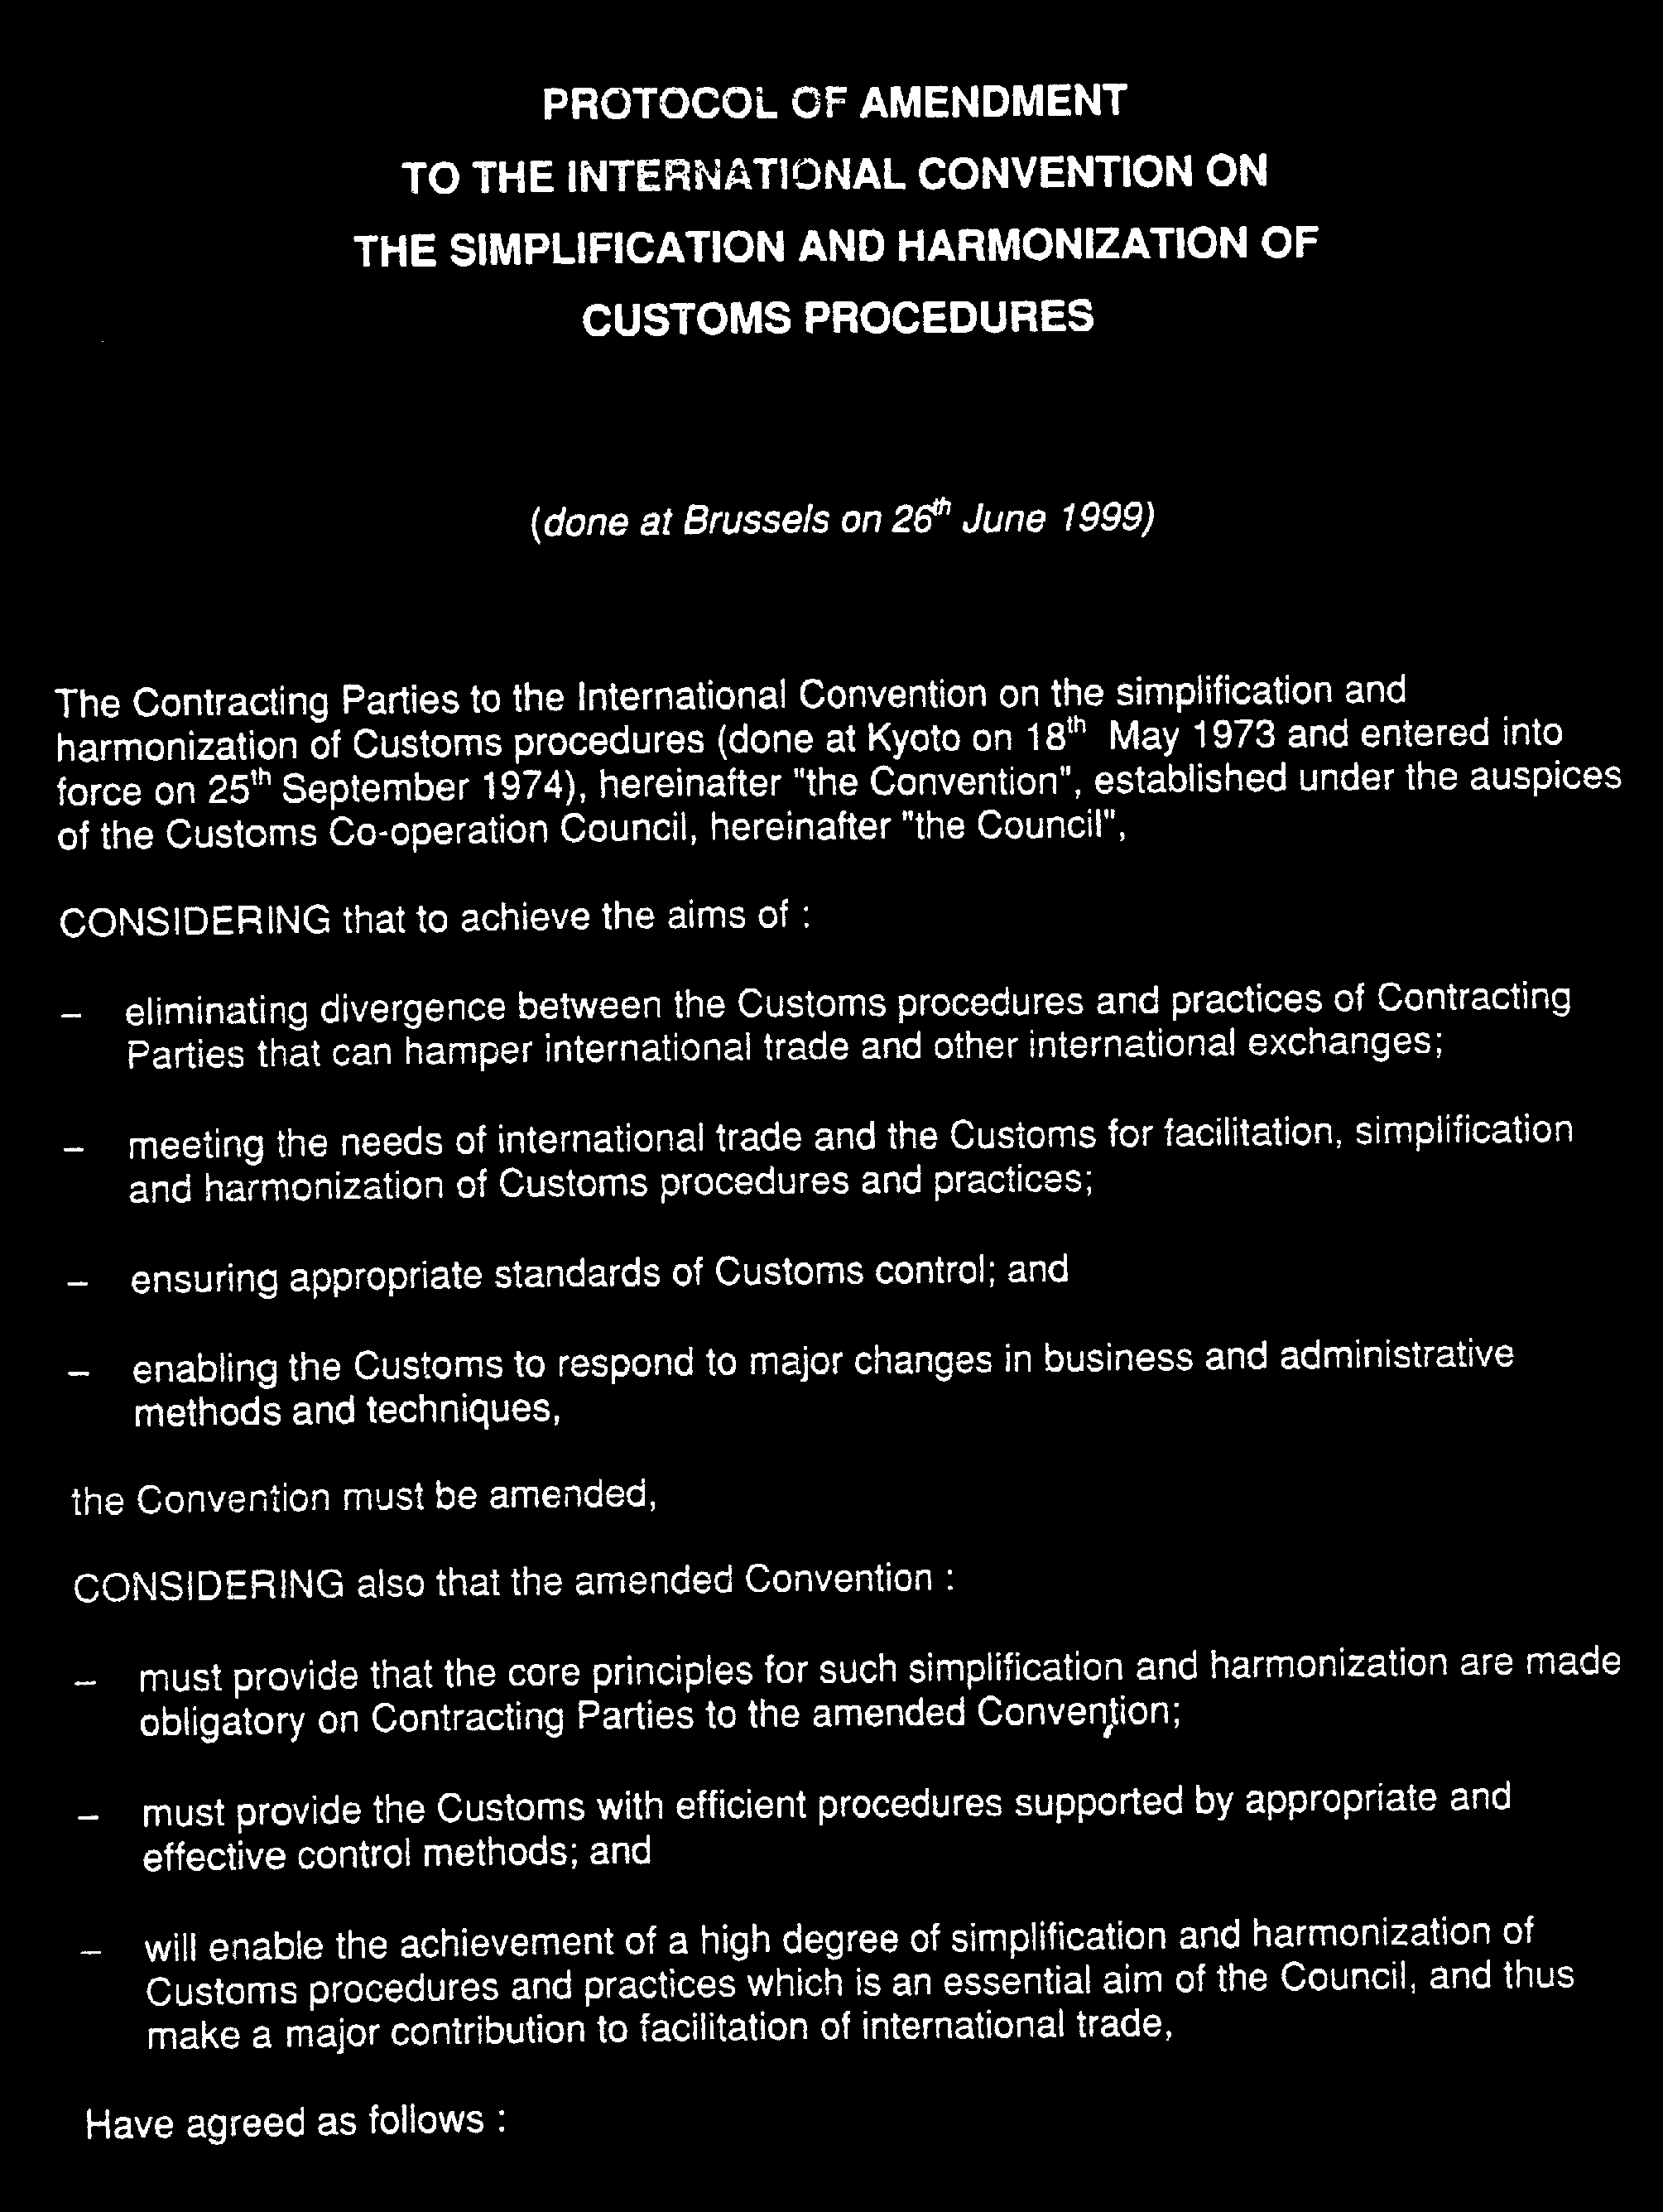 PROTOCOL OF AMENDMENT
TO THE INTERNATIONAL CONVENTION ON
THE SIMPLIFICATION AND HARMONIZATION OF
CUSTOMS PROCEDURES
(done at Brussels on 26th June 1999)
The Contracting Parties to the International Convention on the simplification and
harmonization of Customs procedures (done at Kyoto on 18th May 1973 and entered into
force on 25th September 1974), hereinafter "the Convention", established under the auspices
of the Customs Co-operation Council, hereinafter "the Council",
CONSIDERING that to achieve the aims of :
– eliminating divergence between the Customs procedures and practices of Contracting
Parties that can hamper international trade and other international exchanges;
– meeting the needs of international trade and the Customs for facilitation, simplification
and harmonization of Customs procedures and practices;
– ensuring appropriate standards of Customs control; and
– enabling the Customs to respond to major changes in business and administrative
methods and techniques,
the Convention must be amended,
CONSIDERING also that the amended Convention :
– must provide that the core principles for such simplification and harmonization are made
obligatory on Contracting Parties to the amended Convention;
– must provide the Customs with efficient procedures supported by appropriate and
effective control methods; and
– will enable the achievement of a high degree of simplification and harmonization of
Customs procedures and practices which is an essential aim of the Council, and thus
make a major contribution to facilitation of international trade,
Have agreed as follows :